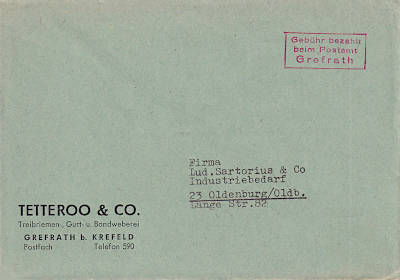 Gebühr bezahlt
beim Postamt
Grefrath
Firma
Lud.Sartorius & Co
Industriebedarf
23 Oldenburg/Oldb.
Lange Str.82
TETTEROO & CO.
Treibriemen-, Gurt- u. Bandweberei
GREFRATH b. KREFELD
Postfach Telefon 590